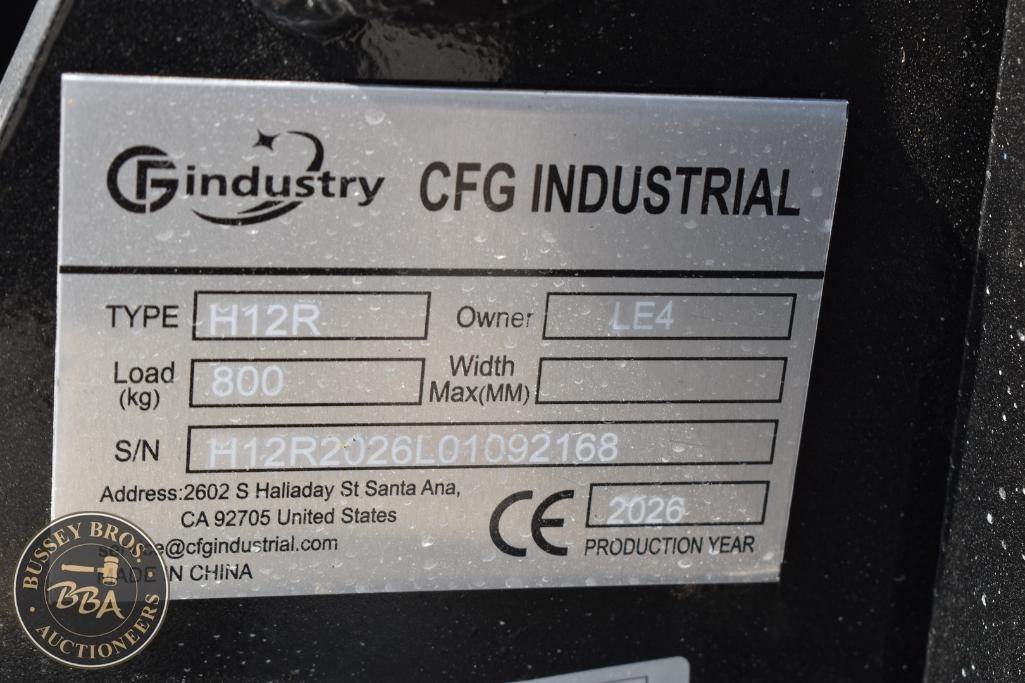 CFGindustry CFG INDUSTRIAL
TYPE H12R Owner LE4
Load (kg) 800 Width Max(MM)
S/N H12R2026L01092168
Address:2602 S Haliaday St Santa Ana,
CA 92705 United States
@cfgindustrial.com
IN CHINA
CE 2026
PRODUCTION YEAR
BUSSEY BROS.
BBA
AUCTIONEERS